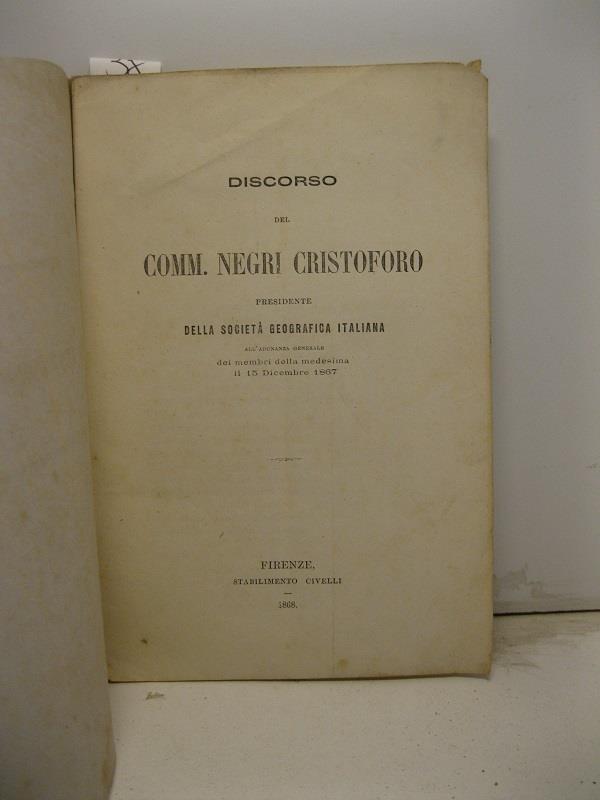 DISCORSO
DEL
COMM. NEGRI CRISTOFORO
PRESIDENTE
DELLA SOCIETÀ GEOGRAFICA ITALIANA
ALL'ADUNANZA GENERALE
dei membri della medesima
il 15 Dicembre 1867
FIRENZE,
STABILIMENTO CIVELLI
1868.